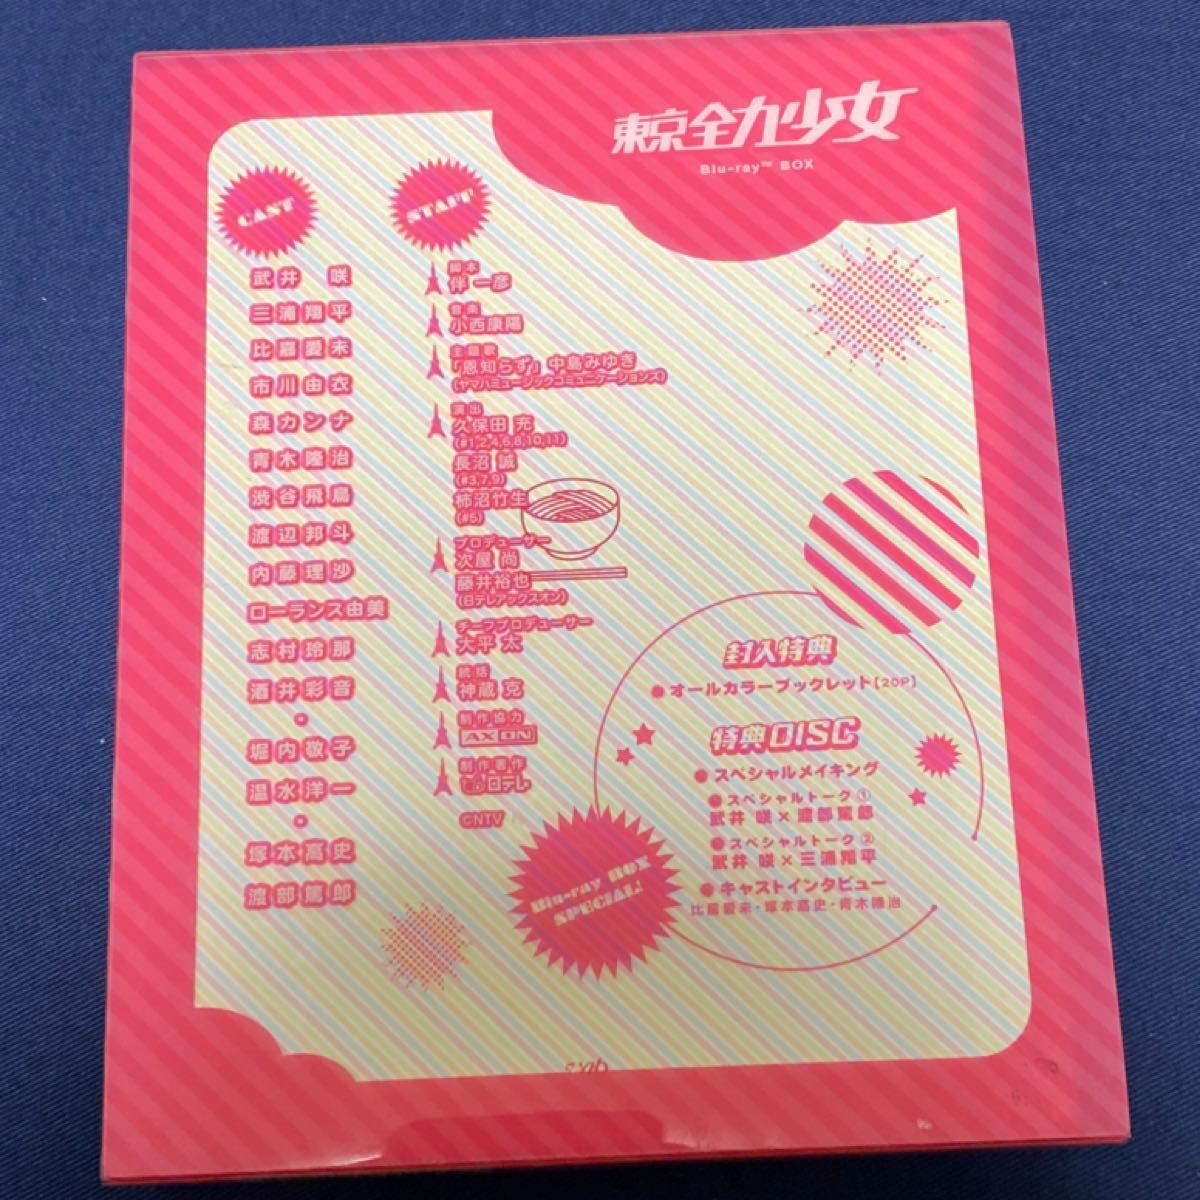 東京全力少女
Blu-ray™ BOX
CAST
武井 咲
三浦翔平
比嘉愛未
市川由衣
森カンナ
青木隆治
渋谷飛鳥
渡辺邦斗
内藤理沙
ローランス由美
志村玲那
酒井彩音
・
堀内敬子
温水洋一
・
塚本高史
渡部篤郎
STAFF
脚本
伴 一彦
音楽
小西康陽
主題歌
「恩知らず」中島みゆき
(ヤマハミュージックコミュニケーションズ)
演出
久保田 充
(#1,2,4,6,8,10,11)
長沼 誠
(#3,7,9)
柿沼竹生
(#5)
プロデューサー
次屋 尚
藤井裕也
(日テレアックスオン)
チーフプロデューサー
大平 太
統括
神蔵 克
制作協力
AX-ON
制作著作
日テレ
©NTV
Blu-ray BOX
SPECIAL!
封入特典
●オールカラーブックレット[20P]
特典DISC
●スペシャルメイキング
●スペシャルトーク①
武井 咲×渡部篤郎
●スペシャルトーク②
武井 咲×三浦翔平
●キャストインタビュー
比嘉愛未・塚本高史・青木隆治
vap